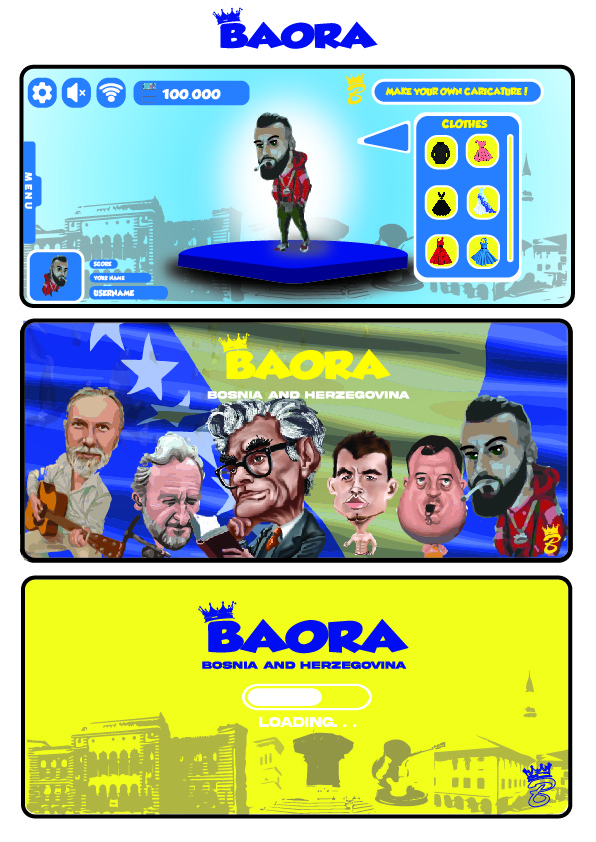 BAORA
100.000
MAKE YOUR OWN CARICATURE!
CLOTHES
MENU
SCORE
YOUR NAME
USERNAME
BAORA
BOSNIA AND HERZEGOVINA
B
BAORA
BOSNIA AND HERZEGOVINA
LOADING...
B